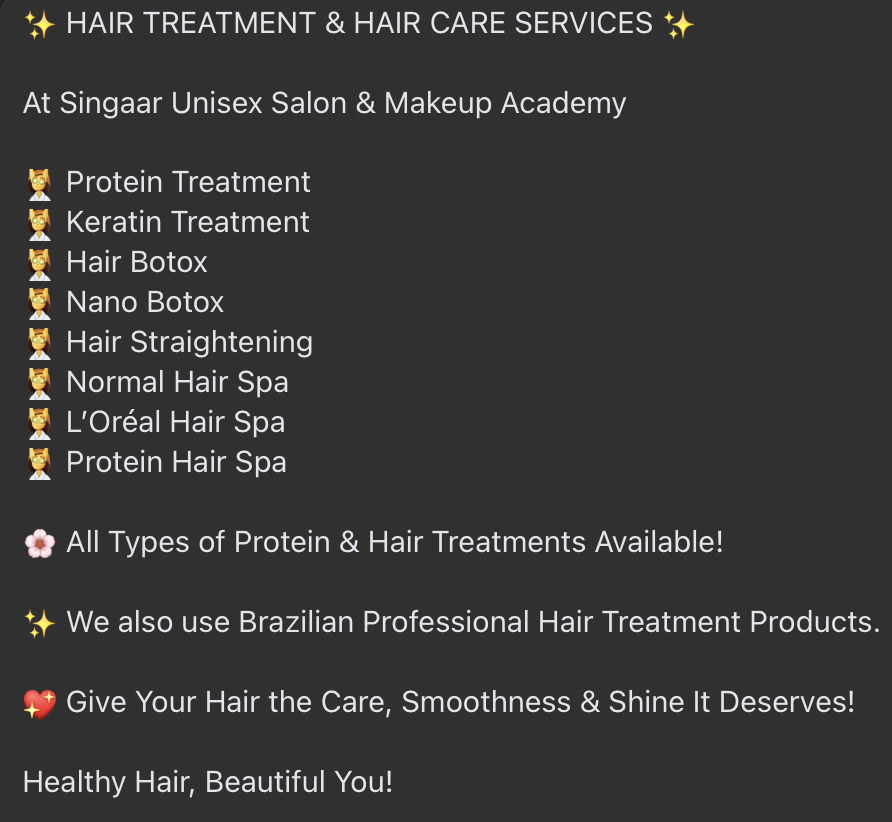 ✨ HAIR TREATMENT & HAIR CARE SERVICES ✨
At Singaar Unisex Salon & Makeup Academy
💆‍♀️ Protein Treatment
💆‍♀️ Keratin Treatment
💆‍♀️ Hair Botox
💆‍♀️ Nano Botox
💆‍♀️ Hair Straightening
💆‍♀️ Normal Hair Spa
💆‍♀️ L’Oréal Hair Spa
💆‍♀️ Protein Hair Spa
🌸 All Types of Protein & Hair Treatments Available!
✨ We also use Brazilian Professional Hair Treatment Products.
💖 Give Your Hair the Care, Smoothness & Shine It Deserves!
Healthy Hair, Beautiful You!